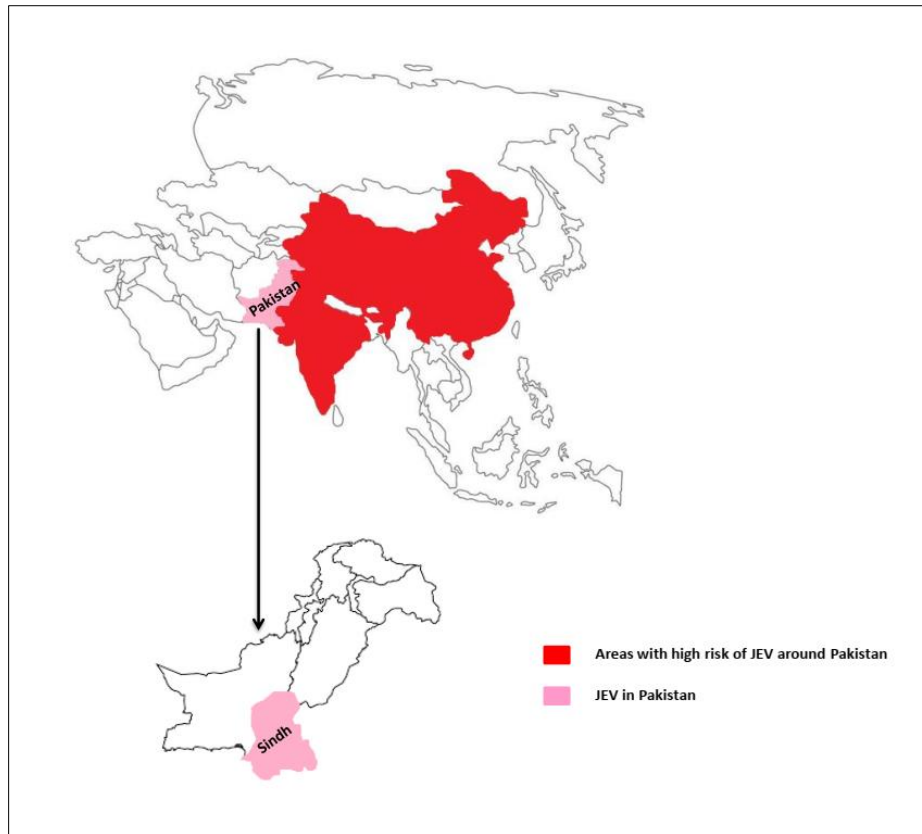 Pakistan
Areas with high risk of JEV around Pakistan
JEV in Pakistan
Sindh